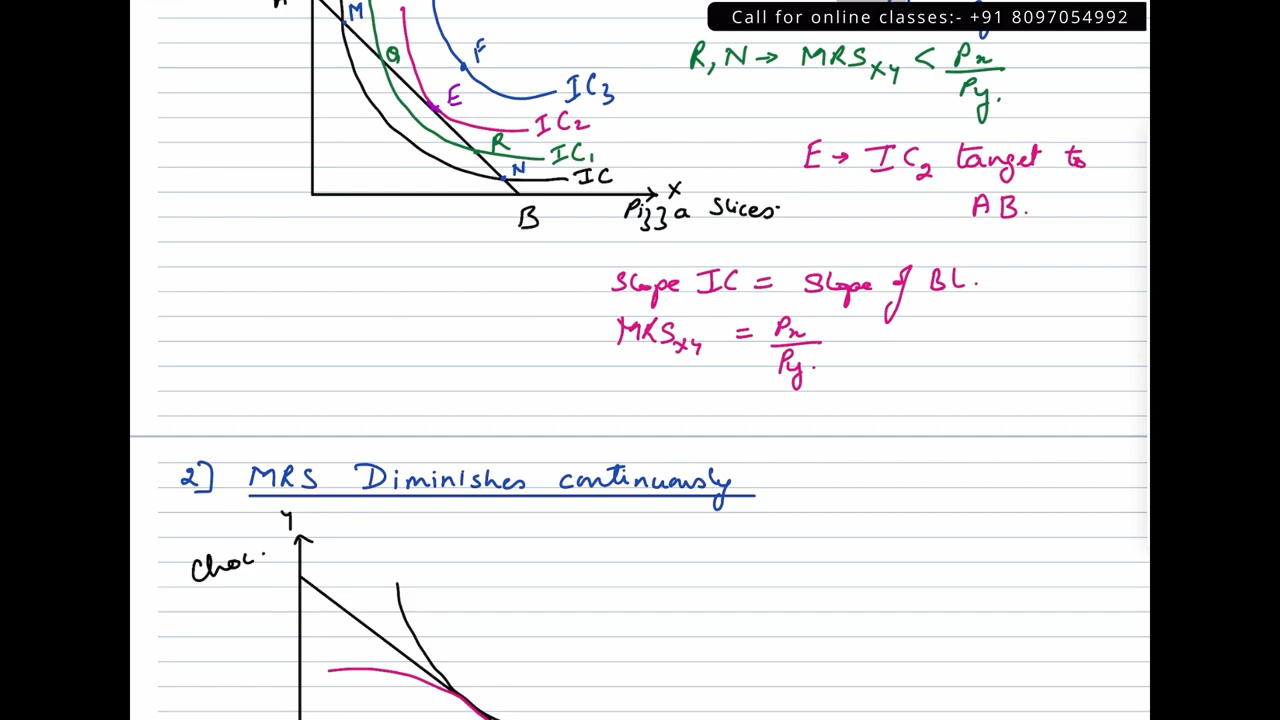 Call for online classes:- +91 8097054992
M
Q
F
E
R
N
IC3
IC2
IC1
IC
B
X
Pizza Slices.
R, N → MRSxy < Px/Py.
E → IC2 tanget to
AB.
Slope IC = Slope of BL.
MRSxy = Px/Py.
2] MRS Diminishes continuously
Y
Choc.